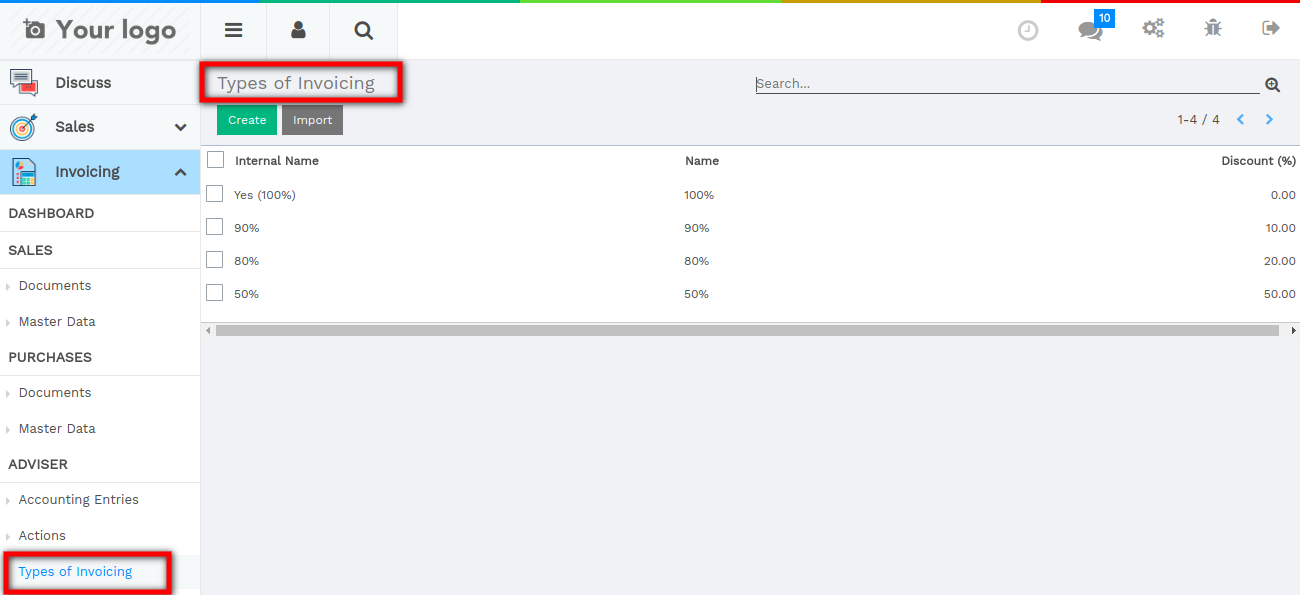 Your logo
10
Discuss
Sales
Invoicing
DASHBOARD
SALES
Documents
Master Data
PURCHASES
Documents
Master Data
ADVISER
Accounting Entries
Actions
Types of Invoicing
Types of Invoicing
Search...
Create Import
1-4 / 4
Internal Name Name Discount (%)
Yes (100%) 100% 0.00
90% 90% 10.00
80% 80% 20.00
50% 50% 50.00